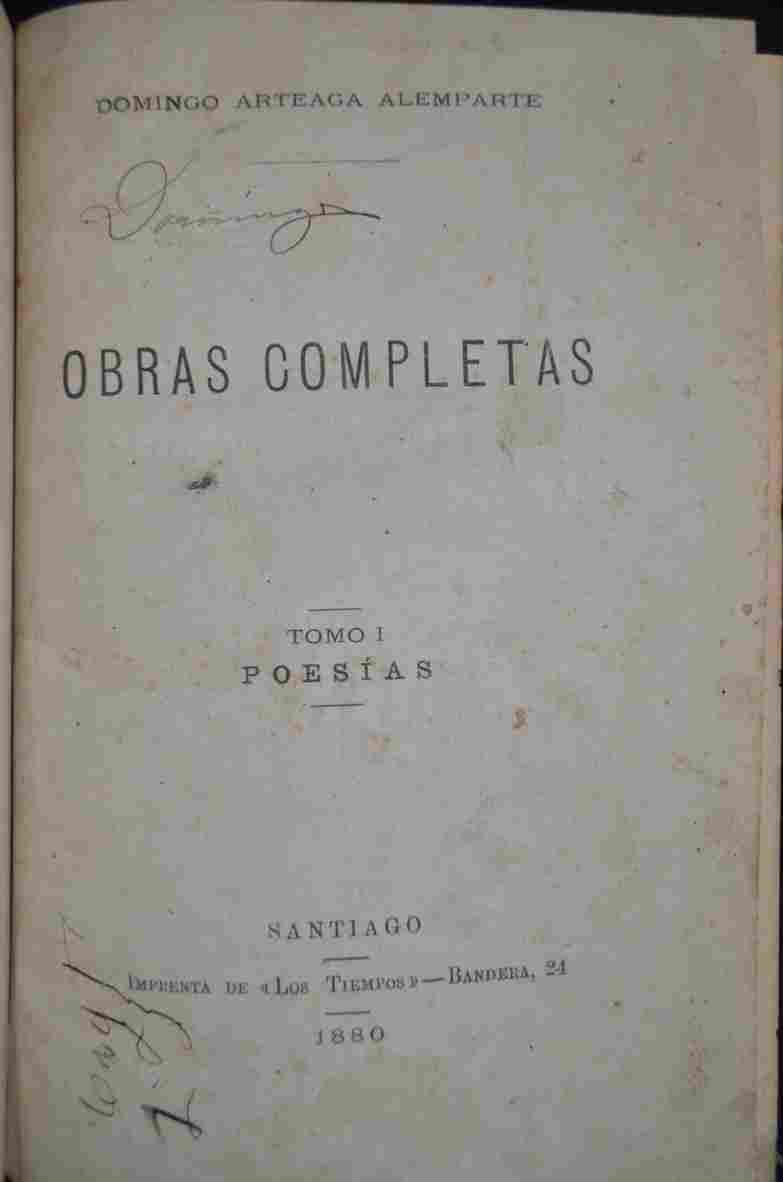 DOMINGO ARTEAGA ALEMPARTE
Domingo
OBRAS COMPLETAS
TOMO I
POESÍAS
SANTIAGO
IMPRENTA DE «LOS TIEMPOS»—BANDERA, 24
1880